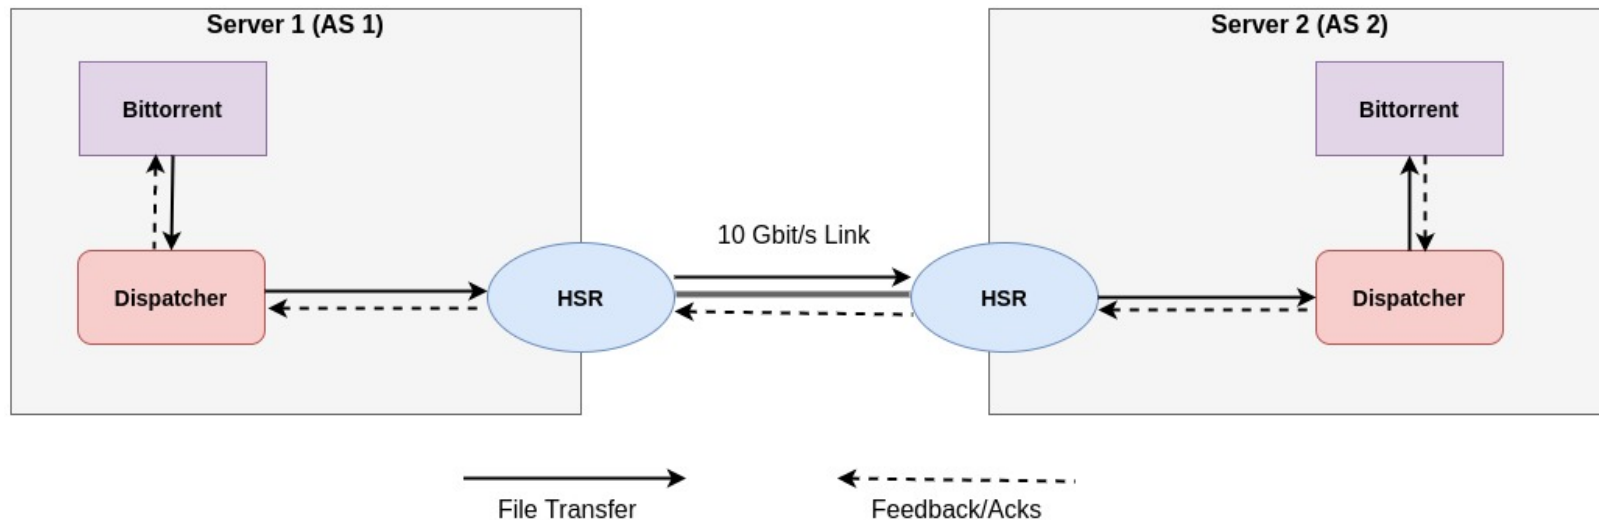 Server 1 (AS 1)
Server 2 (AS 2)
Bittorrent
Bittorrent
10 Gbit/s Link
Dispatcher
HSR
HSR
Dispatcher
File Transfer
Feedback/Acks